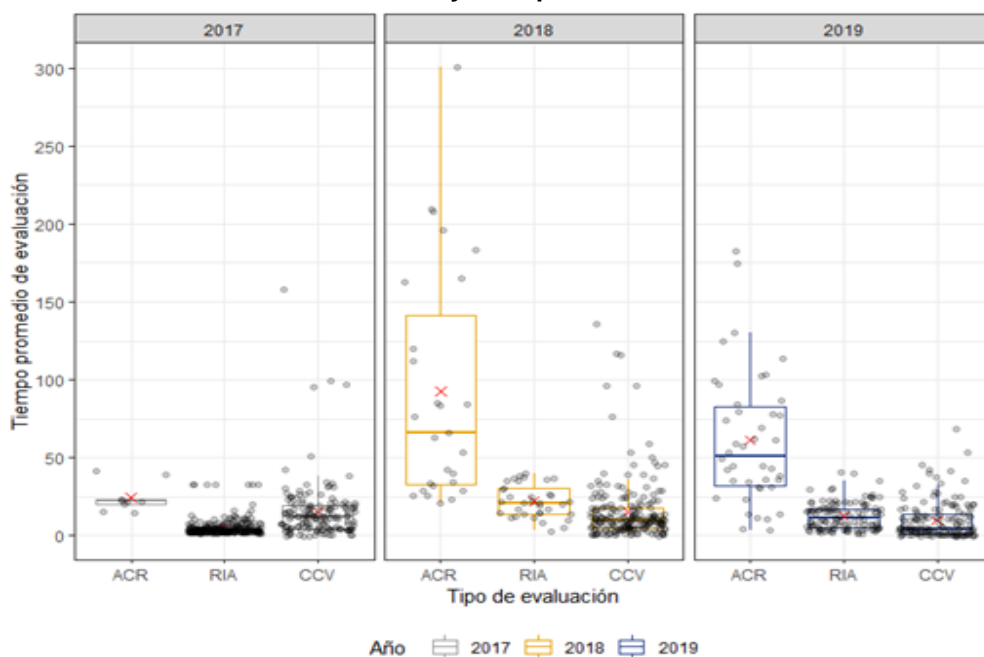 2017 2018 2019
300
250
200
150
100
50
0
Tiempo promedio de evaluación
ACR RIA CCV ACR RIA CCV ACR RIA CCV
Tipo de evaluación
Año 2017 2018 2019